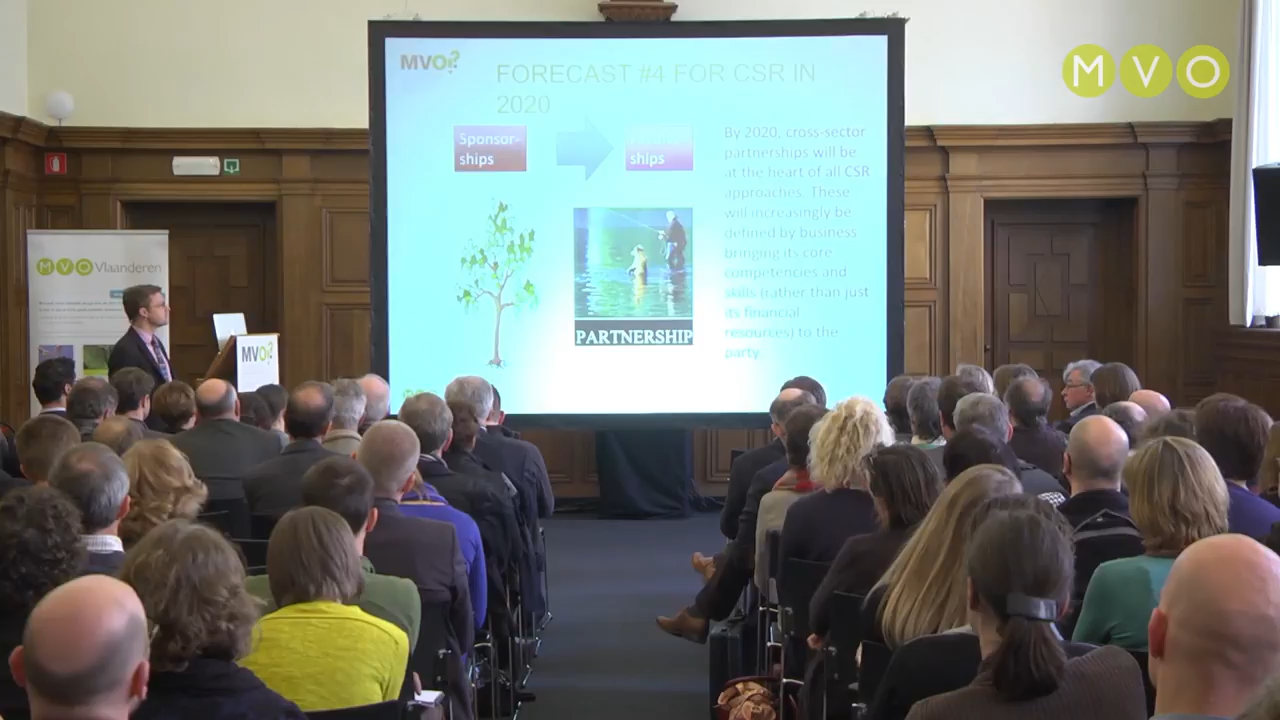 MVO?
FORECAST #4 FOR CSR IN
2020
MVO
Sponsor-
ships
ships
By 2020, cross-sector
partnerships will be
at the heart of all CSR
approaches. These
will increasingly be
defined by business
bringing its core
competencies and
skills (rather than just
its financial
resources) to the
party
PARTNERSHIP
MVO Vlaanderen
MVO?